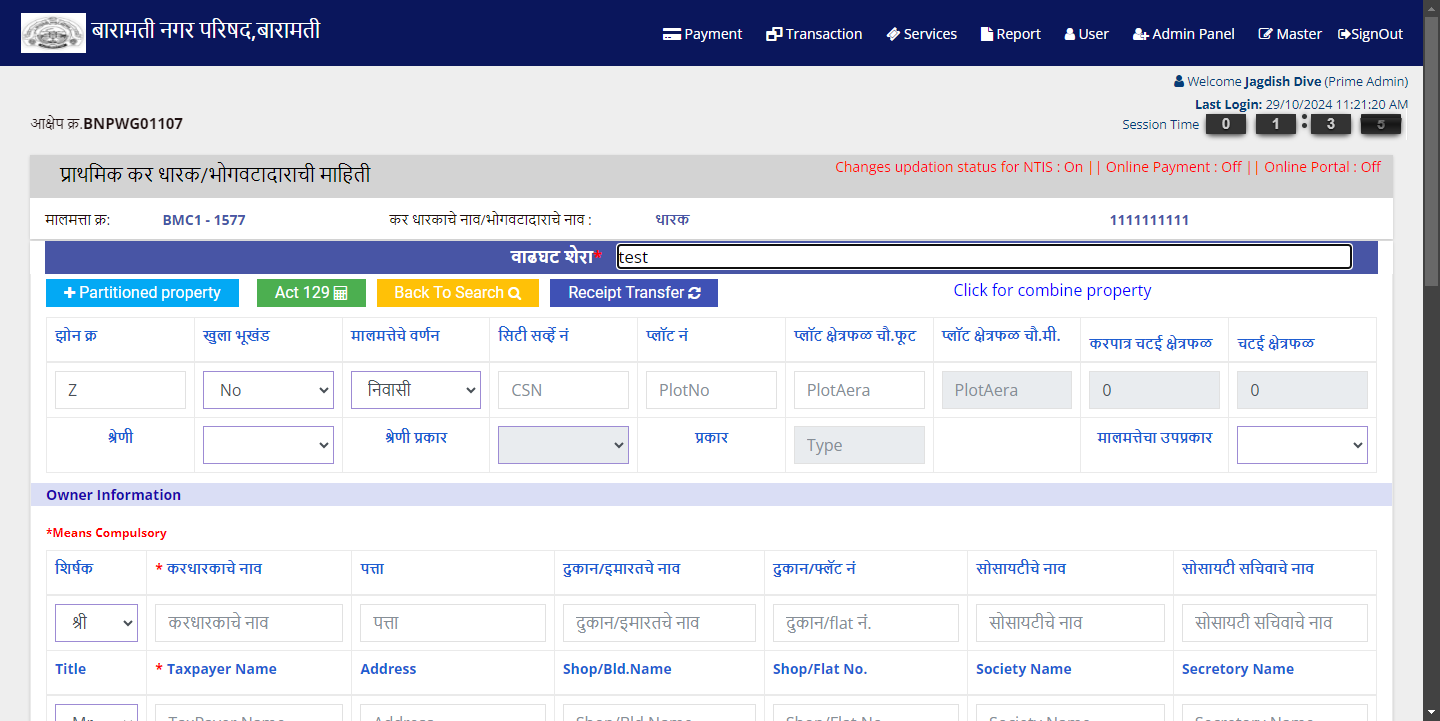 बारामती नगर परिषद,बारामती
Payment Transaction Services Report User Admin Panel Master SignOut
Welcome Jagdish Dive (Prime Admin)
Last Login: 29/10/2024 11:21:20 AM
आक्षेप क्र.BNPWG01107
Session Time 0 1 : 3 5
प्राथमिक कर धारक/भोगवटादाराची माहिती
Changes updation status for NTIS : On || Online Payment : Off || Online Portal : Off
मालमत्ता क्र: BMC1 - 1577 कर धारकाचे नाव/भोगवटादाराचे नाव : धारक 1111111111
वाढघट शेरा* test
Partitioned property Act 129 Back To Search Receipt Transfer Click for combine property
झोन क्र खुला भूखंड मालमत्तेचे वर्णन सिटी सर्व्हे नं प्लॉट नं प्लॉट क्षेत्रफळ चौ.फूट प्लॉट क्षेत्रफळ चौ.मी. करपात्र चटई क्षेत्रफळ चटई क्षेत्रफळ
Z No निवासी CSN PlotNo PlotAera PlotAera 0 0
श्रेणी श्रेणी प्रकार प्रकार Type मालमत्तेचा उपप्रकार
Owner Information
*Means Compulsory
शिर्षक * करधारकाचे नाव पत्ता दुकान/इमारतचे नाव दुकान/फ्लॅट नं सोसायटीचे नाव सोसायटी सचिवाचे नाव
श्री करधारकाचे नाव पत्ता दुकान/इमारतचे नाव दुकान/flat नं. सोसायटीचे नाव सोसायटी सचिवाचे नाव
Title * Taxpayer Name Address Shop/Bld.Name Shop/Flat No. Society Name Secretory Name
Mr TaxPayer Name Address Shop/Bld Name Shop/Flat No Society Name Secretory Name